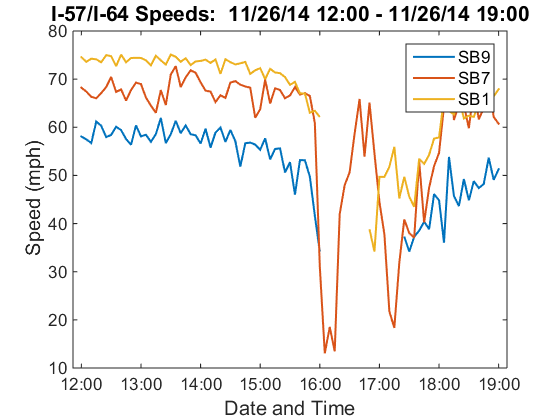 I-57/I-64 Speeds:  11/26/14 12:00 - 11/26/14 19:00
80
70
60
50
40
30
20
10
Speed (mph)
SB9
SB7
SB1
12:00 13:00 14:00 15:00 16:00 17:00 18:00 19:00
Date and Time